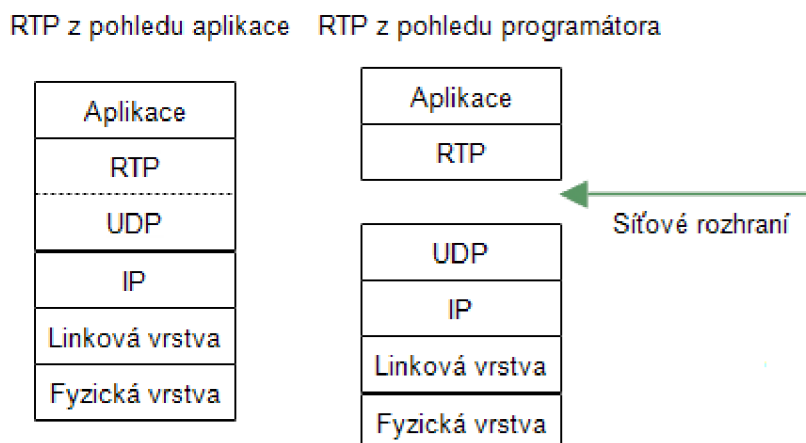 RTP z pohledu aplikace
Aplikace
RTP
UDP
IP
Linková vrstva
Fyzická vrstva
RTP z pohledu programátora
Aplikace
RTP
Síťové rozhraní
UDP
IP
Linková vrstva
Fyzická vrstva